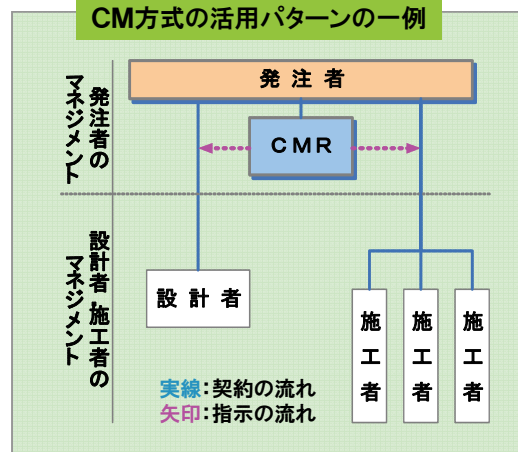 CM方式の活用パターンの一例
発注者のマネジメント
発注者
CMR
設計者・施工者のマネジメント
設計者
施工者
施工者
施工者
実線：契約の流れ
矢印：指示の流れ